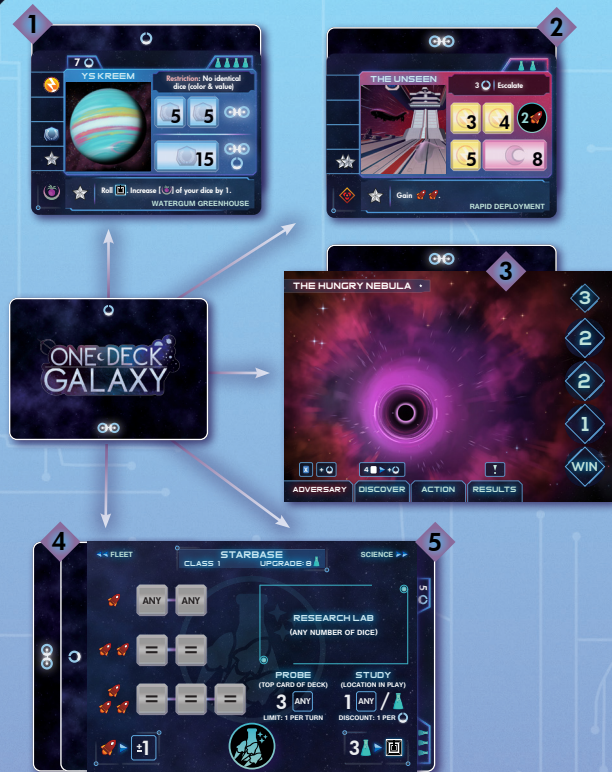 1
7
YS KREEM
Restriction: No identical
dice (color & value)
5 5
15
Roll . Increase [ ] of your dice by 1.
WATERGUM GREENHOUSE
2
THE UNSEEN
3 | Escalate
3 4 2
5 8
Gain .
RAPID DEPLOYMENT
3
THE HUNGRY NEBULA
3
2
2
1
WIN
X + 4 + !
ADVERSARY DISCOVER ACTION RESULTS
ONE DECK
GALAXY
4
5
FLEET
STARBASE
SCIENCE
CLASS 1 UPGRADE: 8
5
ANY ANY
= =
= = =
±1
RESEARCH LAB
(ANY NUMBER OF DICE)
PROBE
(TOP CARD OF DECK)
3 ANY
LIMIT: 1 PER TURN
STUDY
(LOCATION IN PLAY)
1 ANY /
DISCOUNT: 1 PER
3